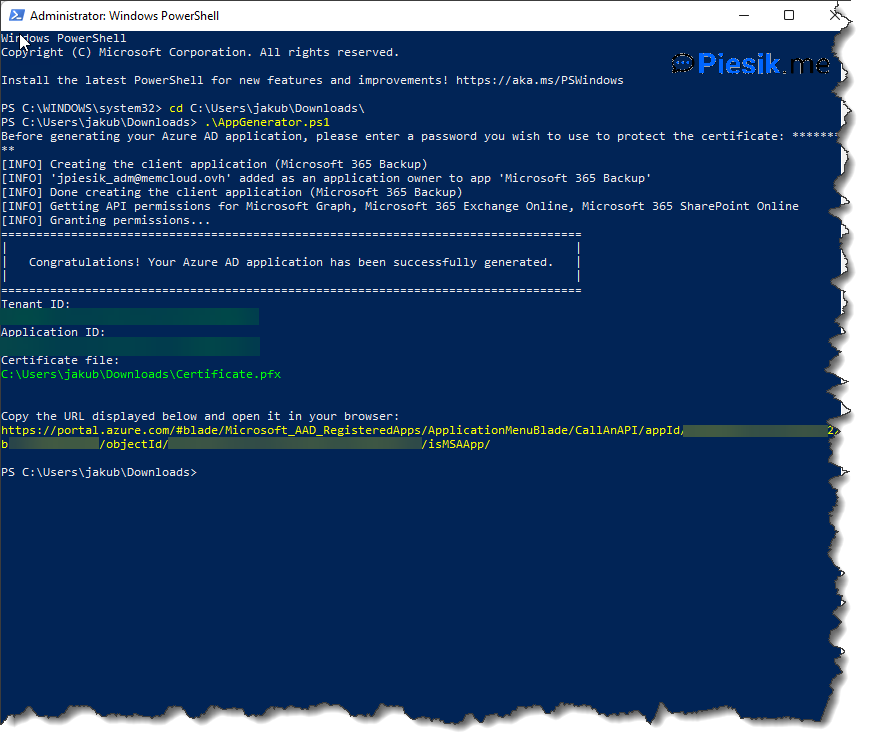 Administrator: Windows PowerShell
Windows PowerShell
Copyright (C) Microsoft Corporation. All rights reserved.
Piesik.me
Install the latest PowerShell for new features and improvements! https://aka.ms/PSWindows
PS C:\WINDOWS\system32> cd C:\Users\jakub\Downloads\
PS C:\Users\jakub\Downloads> .\AppGenerator.ps1
Before generating your Azure AD application, please enter a password you wish to use to protect the certificate: *******
**
[INFO] Creating the client application (Microsoft 365 Backup)
[INFO] 'jpiesik_adm@memcloud.ovh' added as an application owner to app 'Microsoft 365 Backup'
[INFO] Done creating the client application (Microsoft 365 Backup)
[INFO] Getting API permissions for Microsoft Graph, Microsoft 365 Exchange Online, Microsoft 365 SharePoint Online
[INFO] Granting permissions...
===================================================================================
|                                                                                 |
|   Congratulations! Your Azure AD application has been successfully generated.   |
|                                                                                 |
===================================================================================
Tenant ID:
Application ID:
Certificate file:
C:\Users\jakub\Downloads\Certificate.pfx
Copy the URL displayed below and open it in your browser:
https://portal.azure.com/#blade/Microsoft_AAD_RegisteredApps/ApplicationMenuBlade/CallAnAPI/appId/ 2
b /objectId/ /isMSAApp/
PS C:\Users\jakub\Downloads>